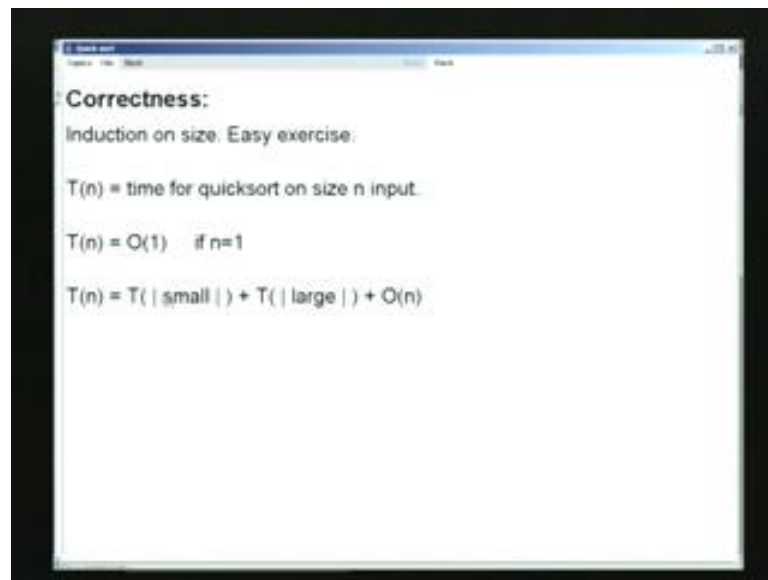 Correctness:
Induction on size. Easy exercise.
T(n) = time for quicksort on size n input.
T(n) = O(1) if n=1
T(n) = T( | small | ) + T( | large | ) + O(n)